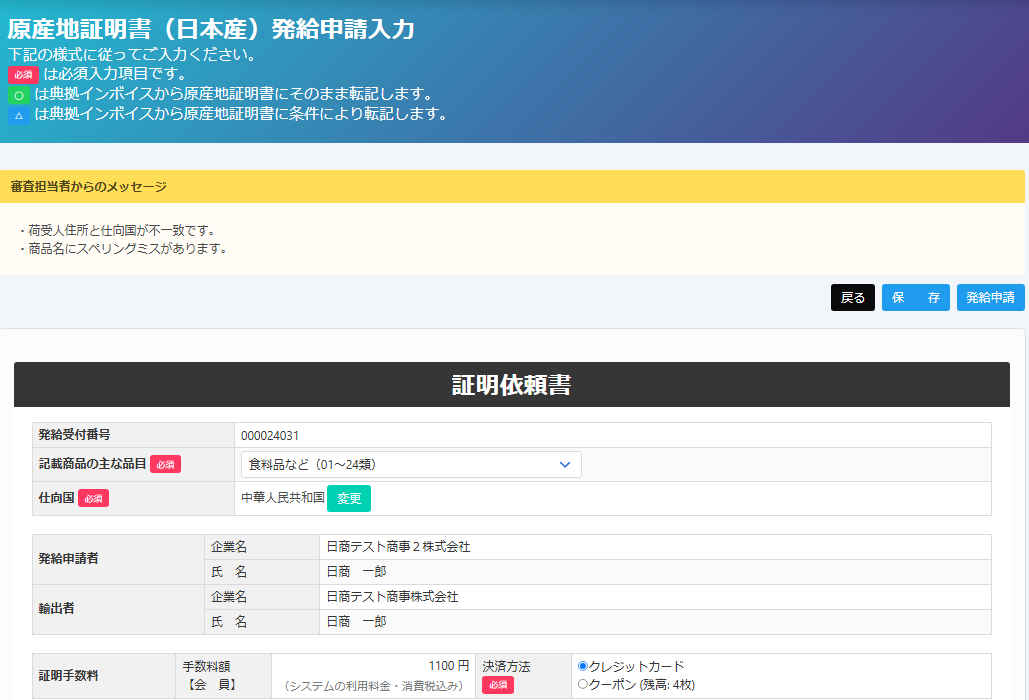 原産地証明書（日本産）発給申請入力
下記の様式に従ってご入力ください。
必須 は必須入力項目です。
○ は典拠インボイスから原産地証明書にそのまま転記します。
△ は典拠インボイスから原産地証明書に条件により転記します。
審査担当者からのメッセージ
・荷受人住所と仕向国が不一致です。
・商品名にスペリングミスがあります。
戻る 保　存 発給申請
証明依頼書
発給受付番号 000024031
記載商品の主な品目 必須 食料品など（01～24類）
仕向国 必須 中華人民共和国 変更
発給申請者 企業名 日商テスト商事２株式会社
氏　名 日商　一郎
輸出者 企業名 日商テスト商事株式会社
氏　名 日商　一郎
証明手数料 手数料額 1100 円 決済方法 クレジットカード
【会　員】 （システムの利用料金・消費税込み） 必須 クーポン (残高: 4枚)